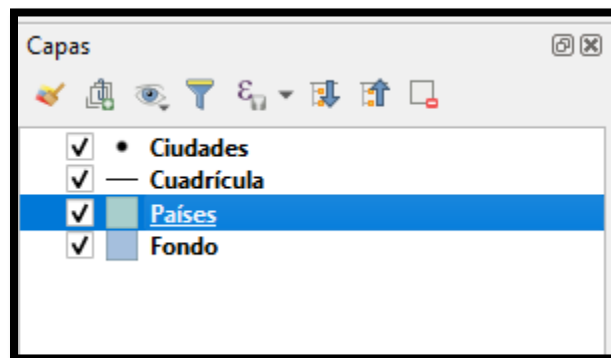 Capas
ε
Ciudades
Cuadrícula
Países
Fondo